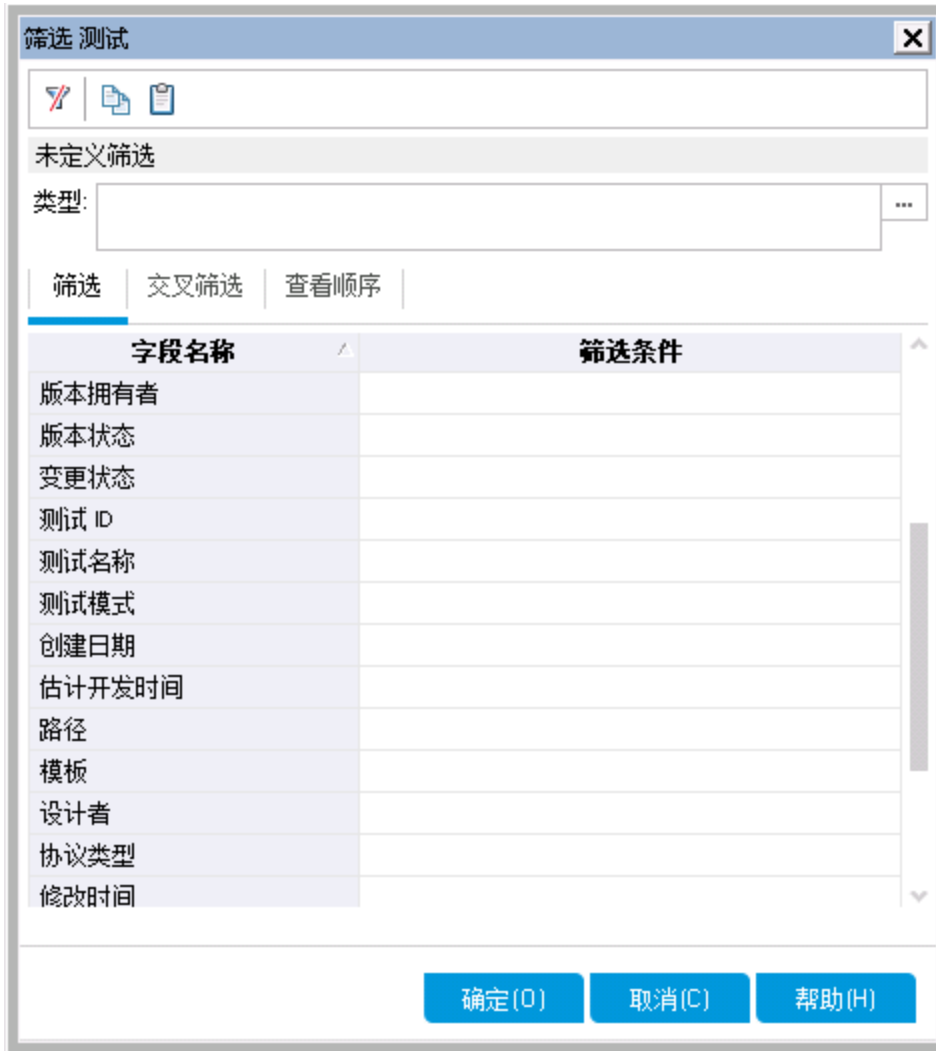 筛选 测试
未定义筛选
类型:
...
筛选 交叉筛选 查看顺序
字段名称 筛选条件
版本拥有者
版本状态
变更状态
测试 ID
测试名称
测试模式
创建日期
估计开发时间
路径
模板
设计者
协议类型
修改时间
确定(O) 取消(C) 帮助(H)